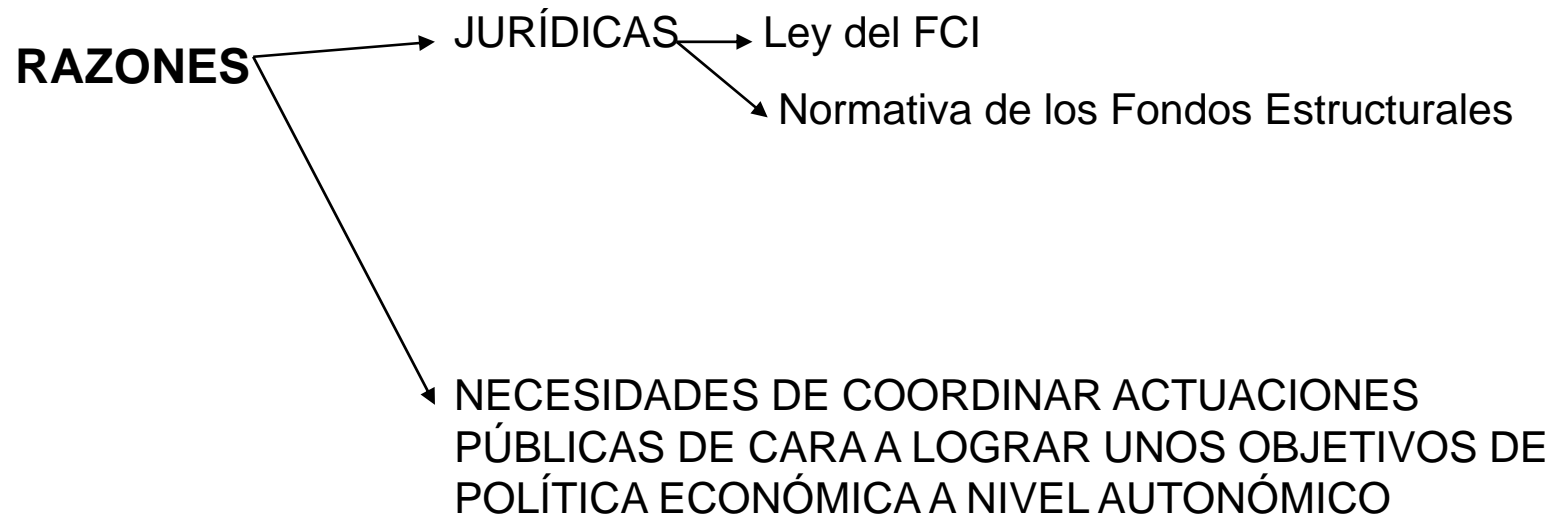 RAZONES
JURÍDICAS
Ley del FCI
Normativa de los Fondos Estructurales
NECESIDADES DE COORDINAR ACTUACIONES
PÚBLICAS DE CARA A LOGRAR UNOS OBJETIVOS DE
POLÍTICA ECONÓMICA A NIVEL AUTONÓMICO